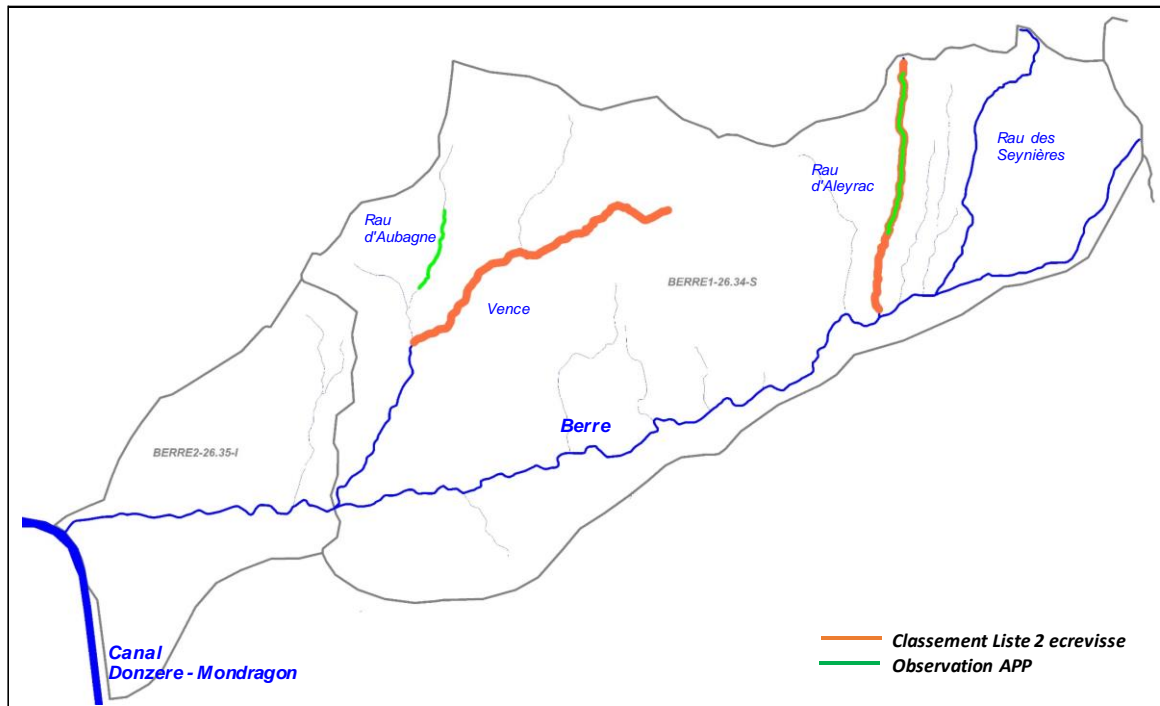 Rau des
Seynières
Rau
d'Aleyrac
Rau
d'Aubagne
BERRE1-26.34-S
Vence
Berre
BERRE2-26.35-I
Canal
Donzere - Mondragon
Classement Liste 2 ecrevisse
Observation APP